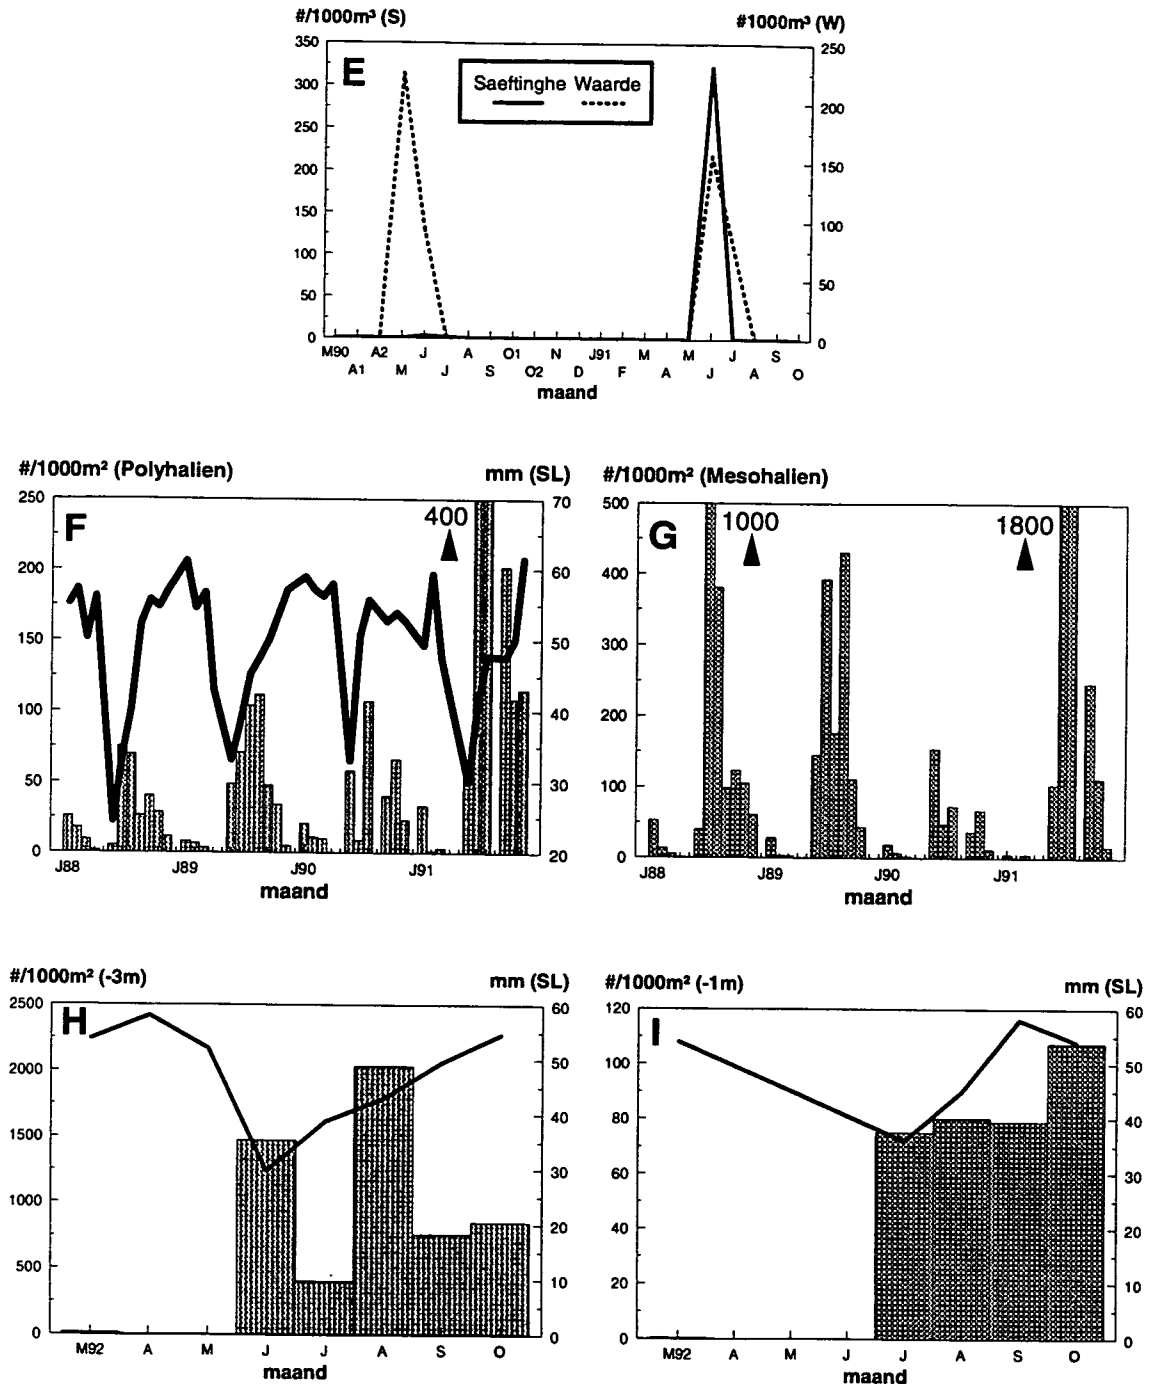 #/1000m³ (S) #1000m³ (W)
E
Saeftinghe Waarde
350
300
250
200
150
100
50
0
250
200
150
100
50
0
M90 A2 J A O1 N J91 M M J S
A1 M J S O2 D F A J A O
maand
#/1000m² (Polyhalien) mm (SL)
F
400
250
200
150
100
50
0
70
60
50
40
30
20
J88 J89 J90 J91
maand
#/1000m² (Mesohalien)
G
1000 1800
500
400
300
200
100
0
J88 J89 J90 J91
maand
#/1000m² (-3m) mm (SL)
H
2500
2000
1500
1000
500
0
60
50
40
30
20
10
0
M92 A M J J A S O
maand
#/1000m² (-1m) mm (SL)
I
120
100
80
60
40
20
0
60
50
40
30
20
10
0
M92 A M J J A S O
maand